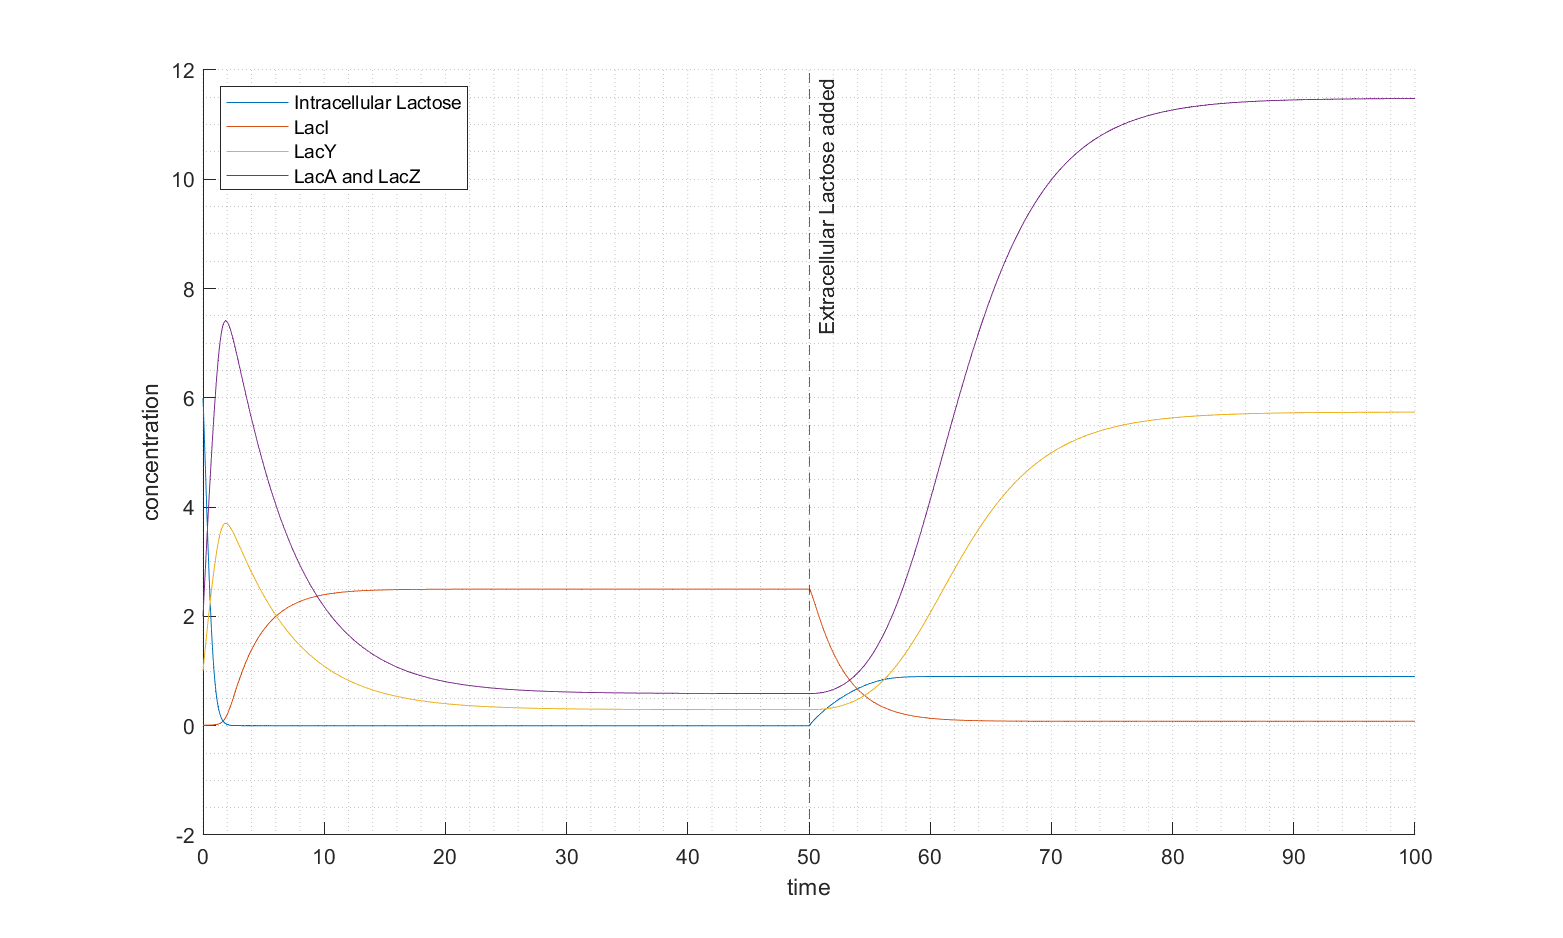 12
10
8
6
4
2
0
-2
concentration
Intracellular Lactose
LacI
LacY
LacA and LacZ
Extracellular Lactose added
0 10 20 30 40 50 60 70 80 90 100
time